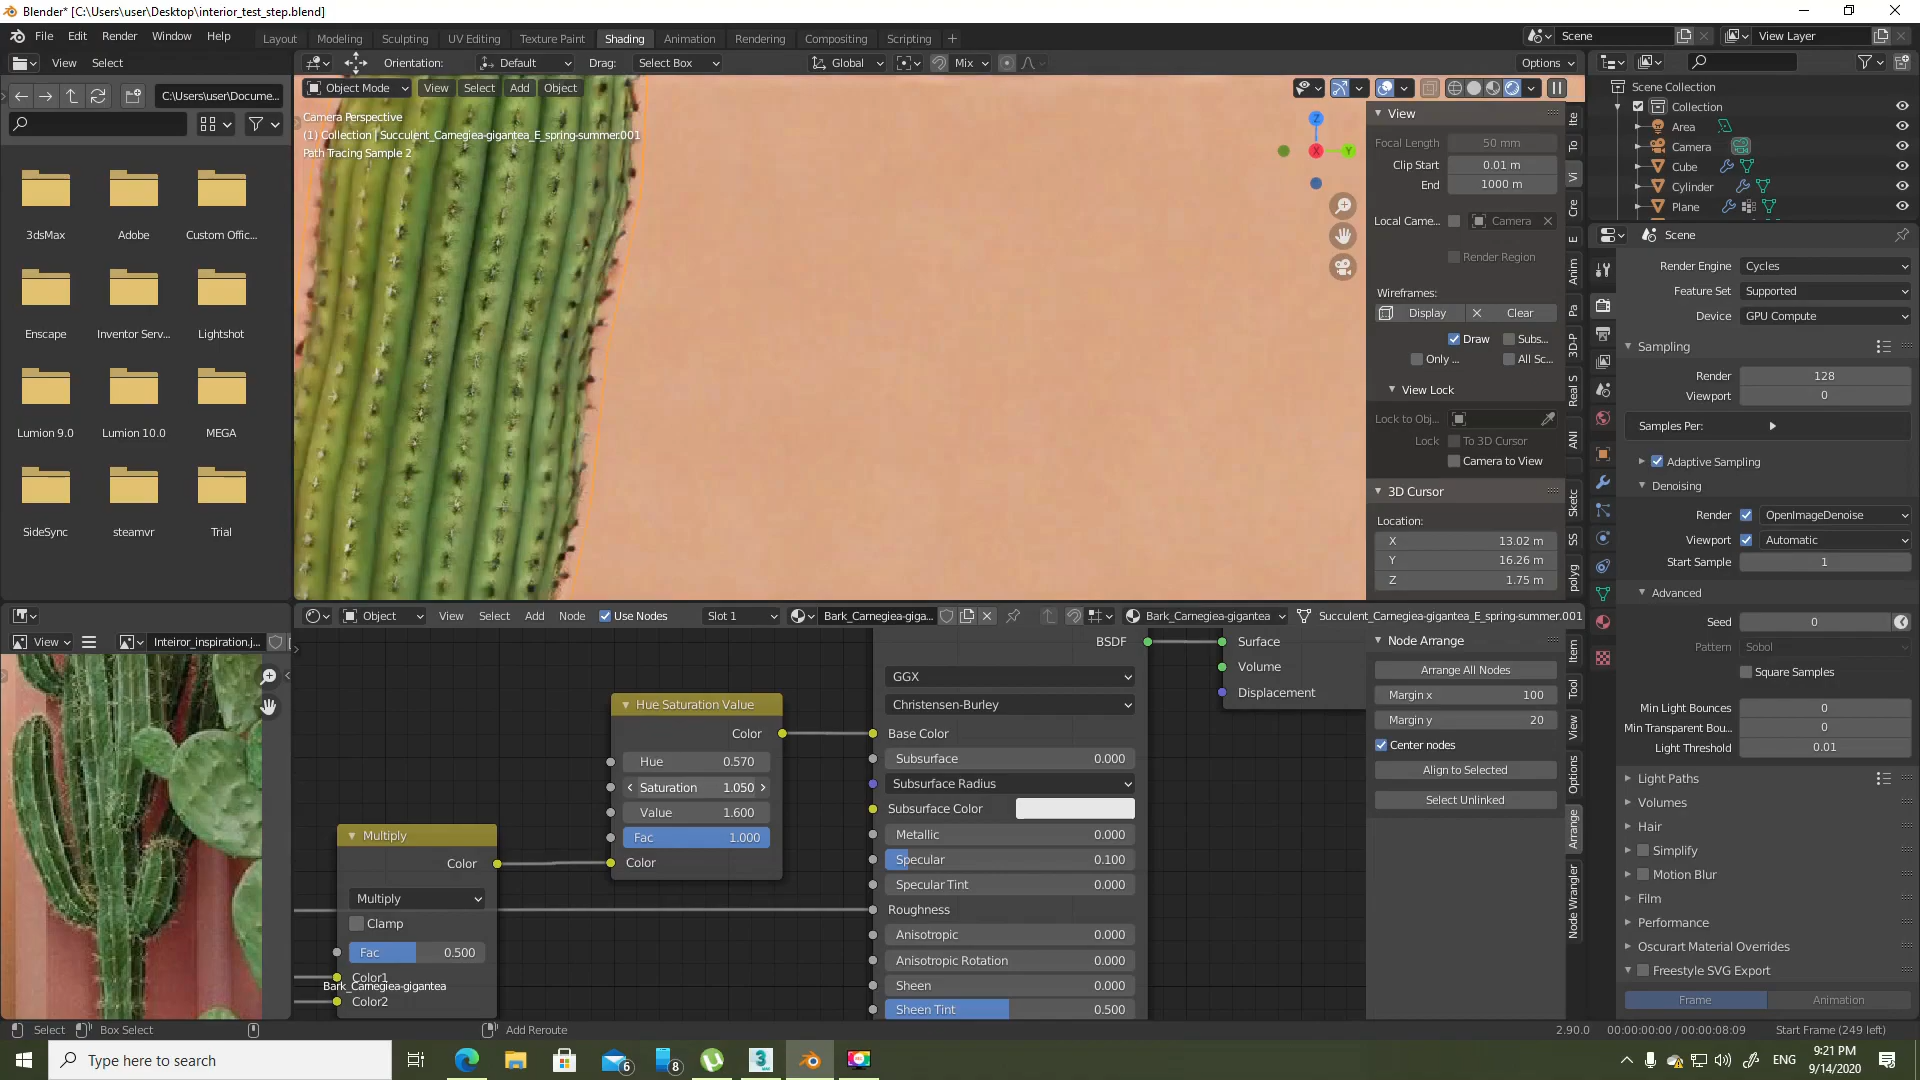 Blender* [C:\Users\user\Desktop\interior_test_step.blend]
File Edit Render Window Help
Layout Modeling Sculpting UV Editing Texture Paint Shading Animation Rendering Compositing Scripting
Scene View Layer
View Select
Orientation: Default Drag: Select Box Global Mix Options
C:\Users\user\Docume...
Object Mode View Select Add Object
Camera Perspective
(1) Collection | Succulent_Carnegiea-gigantea_E_spring-summer.001
Path Tracing Sample 2
3dsMax Adobe Custom Offic...
Enscape Inventor Serv... Lightshot
Lumion 9.0 Lumion 10.0 MEGA
SideSync steamvr Trial
Z
X
Y
View
Focal Length 50 mm
Clip Start 0.01 m
End 1000 m
Local Came... Camera
Render Region
Wireframes:
Display Clear
Draw Subs...
Only ... All Sc...
View Lock
Lock to Obj...
Lock To 3D Cursor
Camera to View
3D Cursor
Location:
X 13.02 m
Y 16.26 m
Z 1.75 m
Ite
To
Vi
Cre
E
Anim
Pa
3D-P
Real S
ANI
Sketc
SS
polyg
Scene Collection
Collection
Area
Camera
Cube
Cylinder
Plane
Scene
Render Engine Cycles
Feature Set Supported
Device GPU Compute
Sampling
Render 128
Viewport 0
Samples Per:
Adaptive Sampling
Denoising
Render OpenImageDenoise
Viewport Automatic
Start Sample 1
Advanced
Seed 0
Pattern Sobol
Square Samples
Min Light Bounces 0
Min Transparent Bou... 0
Light Threshold 0.01
Light Paths
Volumes
Hair
Simplify
Motion Blur
Film
Performance
Oscurart Material Overrides
Freestyle SVG Export
Frame Animation
View
Inteiror_inspiration.j...
Object View Select Add Node Use Nodes Slot 1 Bark_Carnegiea-giga... Bark_Carnegiea-gigantea Succulent_Carnegiea-gigantea_E_spring-summer.001
Hue Saturation Value
Color
Hue 0.570
Saturation 1.050
Value 1.600
Fac 1.000
Color
Multiply
Color
Multiply
Clamp
Fac 0.500
Color1
Bark_Carnegiea-gigantea
Color2
BSDF
GGX
Christensen-Burley
Base Color
Subsurface 0.000
Subsurface Radius
Subsurface Color
Metallic 0.000
Specular 0.100
Specular Tint 0.000
Roughness
Anisotropic 0.000
Anisotropic Rotation 0.000
Sheen 0.000
Sheen Tint 0.500
Surface
Volume
Displacement
Node Arrange
Arrange All Nodes
Margin x 100
Margin y 20
Center nodes
Align to Selected
Select Unlinked
Item
Tool
View
Options
Arrange
Node Wrangler
Select Box Select Add Reroute 2.90.0 00:00:00:00 / 00:00:08:09 Start Frame (249 left)
Type here to search
6
8
3
ENG
9:21 PM
9/14/2020